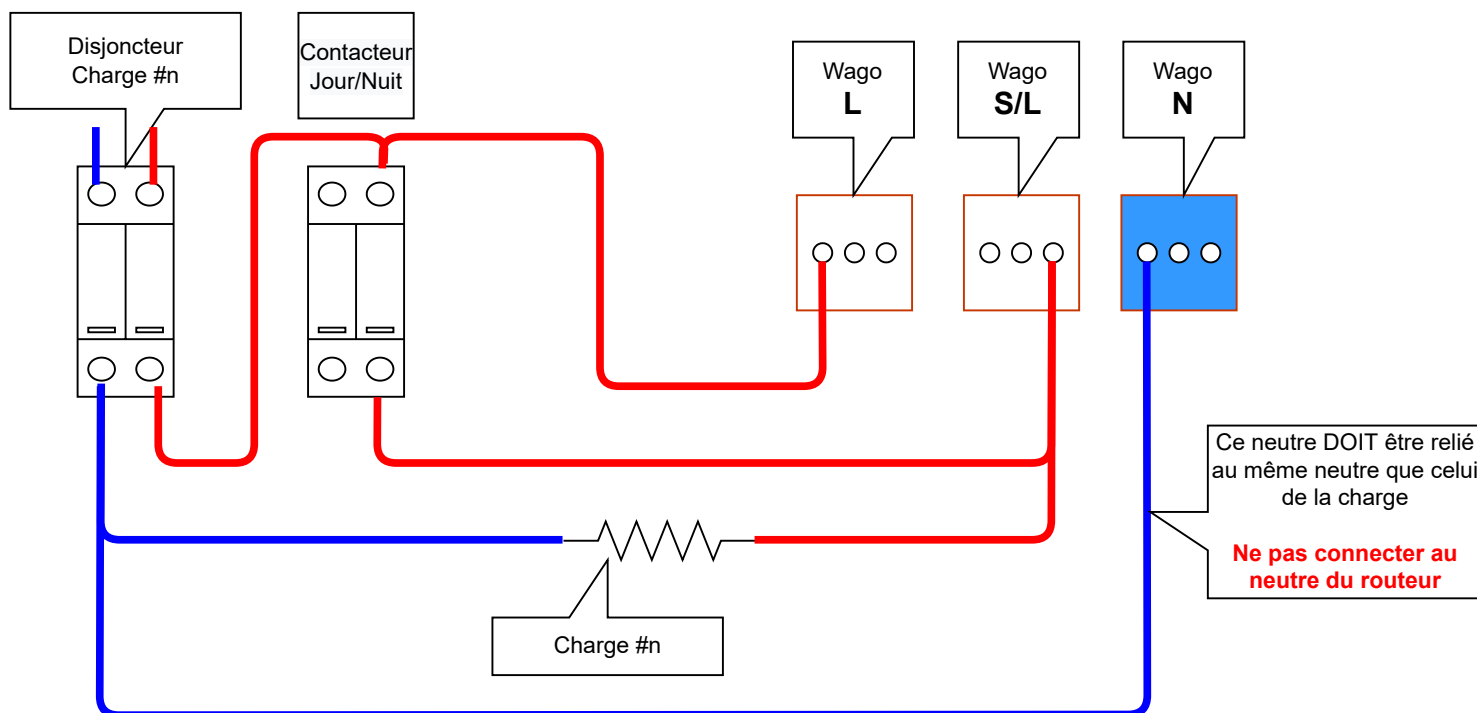 Disjoncteur
Charge #n
Contacteur
Jour/Nuit
Wago
L
Wago
S/L
Wago
N
Ce neutre DOIT être relié
au même neutre que celui
de la charge
Ne pas connecter au
neutre du routeur
Charge #n